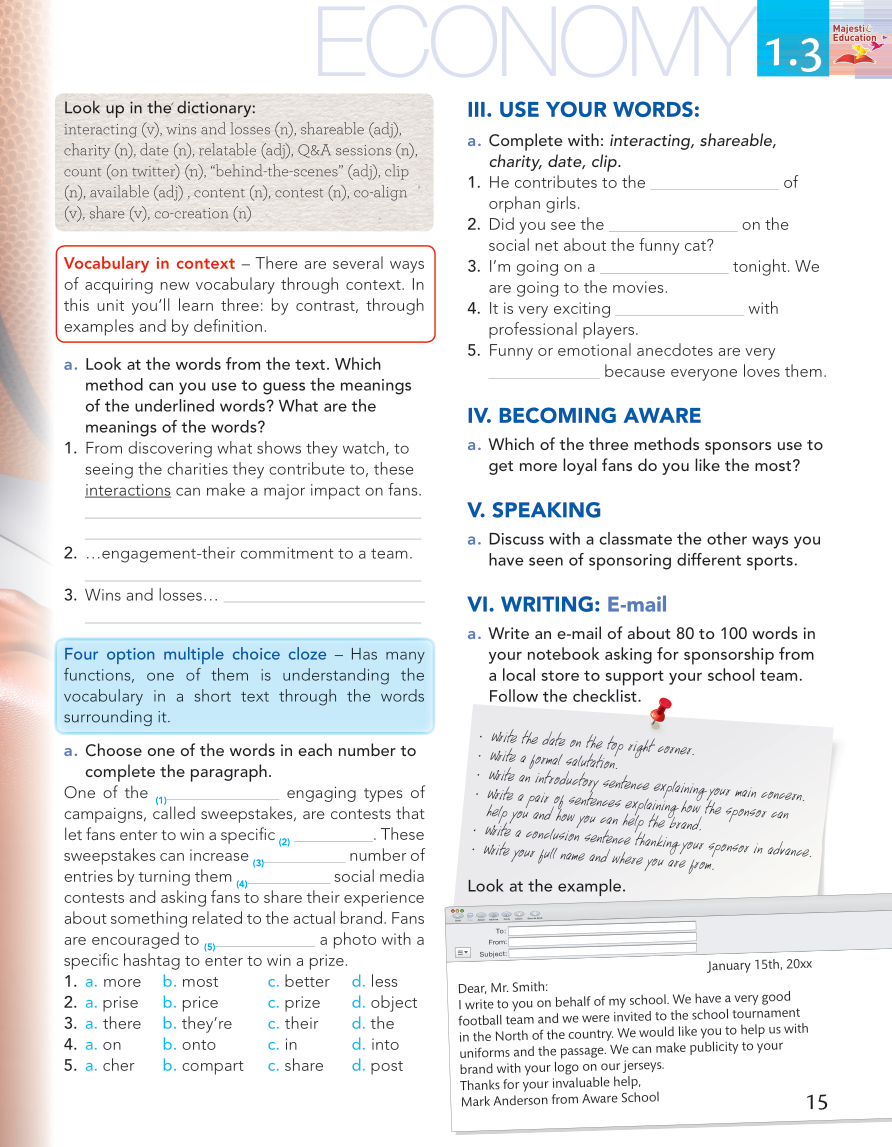 ECONOMY
1.3
Majestic
Education
Look up in the dictionary:
interacting (v), wins and losses (n), shareable (adj),
charity (n), date (n), relatable (adj), Q&A sessions (n),
count (on twitter) (n), “behind-the-scenes” (adj), clip
(n), available (adj) , content (n), contest (n), co-align
(v), share (v), co-creation (n)
Vocabulary in context – There are several ways
of acquiring new vocabulary through context. In
this unit you’ll learn three: by contrast, through
examples and by definition.
a. Look at the words from the text. Which
method can you use to guess the meanings
of the underlined words? What are the
meanings of the words?
1. From discovering what shows they watch, to
seeing the charities they contribute to, these
interactions can make a major impact on fans.
2. …engagement-their commitment to a team.
3. Wins and losses…
Four option multiple choice cloze – Has many
functions, one of them is understanding the
vocabulary in a short text through the words
surrounding it.
a. Choose one of the words in each number to
complete the paragraph.
One of the (1)____ engaging types of
campaigns, called sweepstakes, are contests that
let fans enter to win a specific (2) ____. These
sweepstakes can increase (3)____ number of
entries by turning them (4)____ social media
contests and asking fans to share their experience
about something related to the actual brand. Fans
are encouraged to (5)____ a photo with a
specific hashtag to enter to win a prize.
1. a. more b. most c. better d. less
2. a. prise b. price c. prize d. object
3. a. there b. they’re c. their d. the
4. a. on b. onto c. in d. into
5. a. cher b. compart c. share d. post
III. USE YOUR WORDS:
a. Complete with: interacting, shareable,
charity, date, clip.
1. He contributes to the ____ of
orphan girls.
2. Did you see the ____ on the
social net about the funny cat?
3. I’m going on a ____ tonight. We
are going to the movies.
4. It is very exciting ____ with
professional players.
5. Funny or emotional anecdotes are very
____ because everyone loves them.
IV. BECOMING AWARE
a. Which of the three methods sponsors use to
get more loyal fans do you like the most?
V. SPEAKING
a. Discuss with a classmate the other ways you
have seen of sponsoring different sports.
VI. WRITING: E-mail
a. Write an e-mail of about 80 to 100 words in
your notebook asking for sponsorship from
a local store to support your school team.
Follow the checklist.
· Write the date on the top right corner.
· Write a formal salutation.
· Write an introductory sentence explaining your main concern.
· Write a pair of sentences explaining how the sponsor can
help you and how you can help the brand.
· Write a conclusion sentence thanking your sponsor in advance.
· Write your full name and where you are from.
Look at the example.
To:
From:
Subject:
January 15th, 20xx
Dear, Mr. Smith:
I write to you on behalf of my school. We have a very good
football team and we were invited to the school tournament
in the North of the country. We would like you to help us with
uniforms and the passage. We can make publicity to your
brand with your logo on our jerseys.
Thanks for your invaluable help,
Mark Anderson from Aware School
15